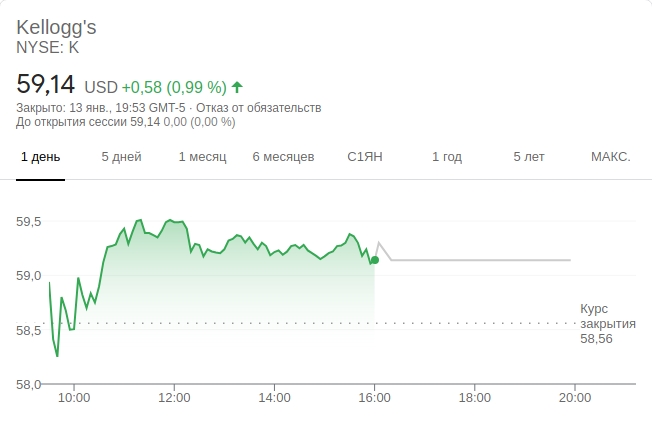 Kellogg's
NYSE: K
59,14 USD +0,58 (0,99 %)
Закрыто: 13 янв., 19:53 GMT-5 · Отказ от обязательств
До открытия сессии 59,14 0,00 (0,00 %)
1 день 5 дней 1 месяц 6 месяцев С1ЯН 1 год 5 лет МАКС.
59,5
59,0
Курс
58,5 закрытия
58,56
58,0
10:00 12:00 14:00 16:00 18:00 20:00